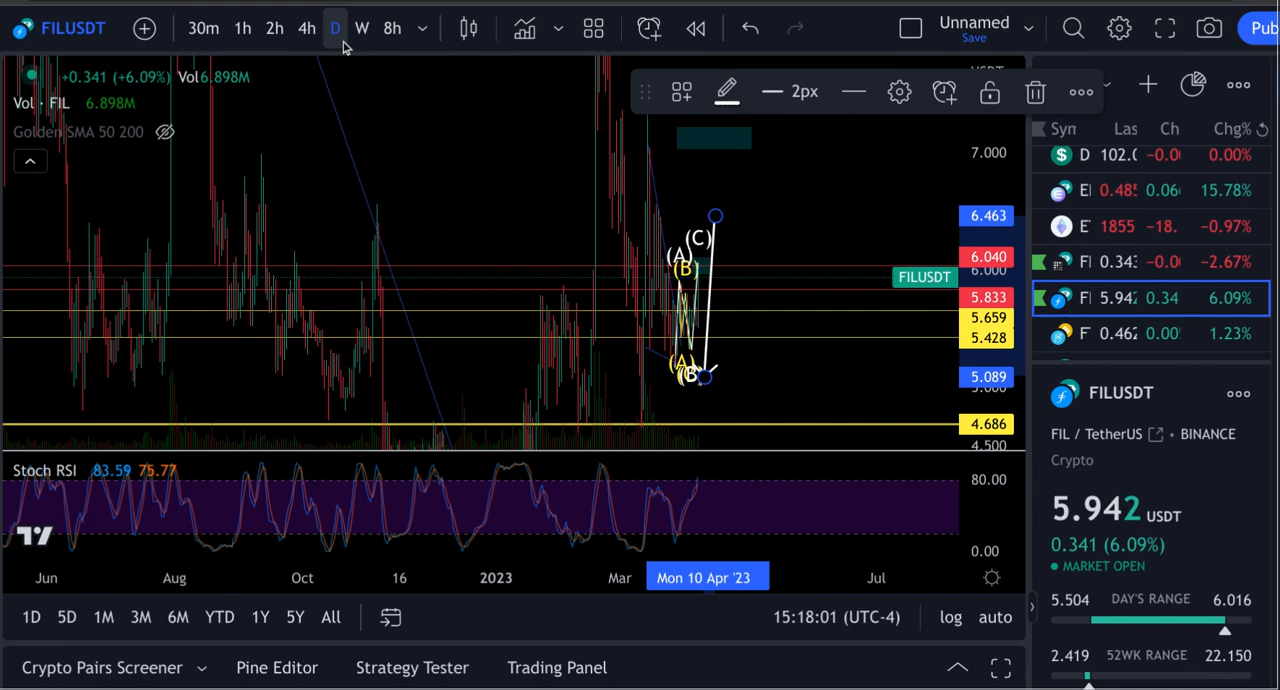 FILUSDT 30m 1h 2h 4h D W 8h Unnamed Pub
Save
+0.341 (+6.09%) Vol6.898M
Vol · FIL 6.898M
Golden SMA 50 200
2px
7.000
6.463
6.040
6.000
FILUSDT
5.833
5.659
5.428
5.089
4.686
4.500
(C)
(A)
(B)
(A)
(B)
Stoch RSI 83.59 75.77
80.00
0.00
Jun Aug Oct 16 2023 Mar Mon 10 Apr '23 Jul
1D 5D 1M 3M 6M YTD 1Y 5Y All 15:18:01 (UTC-4) log auto
Crypto Pairs Screener Pine Editor Strategy Tester Trading Panel
Las Ch Chg%
D 102.0 −0.0 0.00%
0.485 0.06 15.78%
1855 −18. −0.97%
0.343 −0.0 −2.67%
5.942 0.34 6.09%
0.462 0.00 1.23%
FILUSDT
FIL / TetherUS • BINANCE
Crypto
5.942 USDT
0.341 (6.09%)
MARKET OPEN
5.504 DAY'S RANGE 6.016
2.419 52WK RANGE 22.150